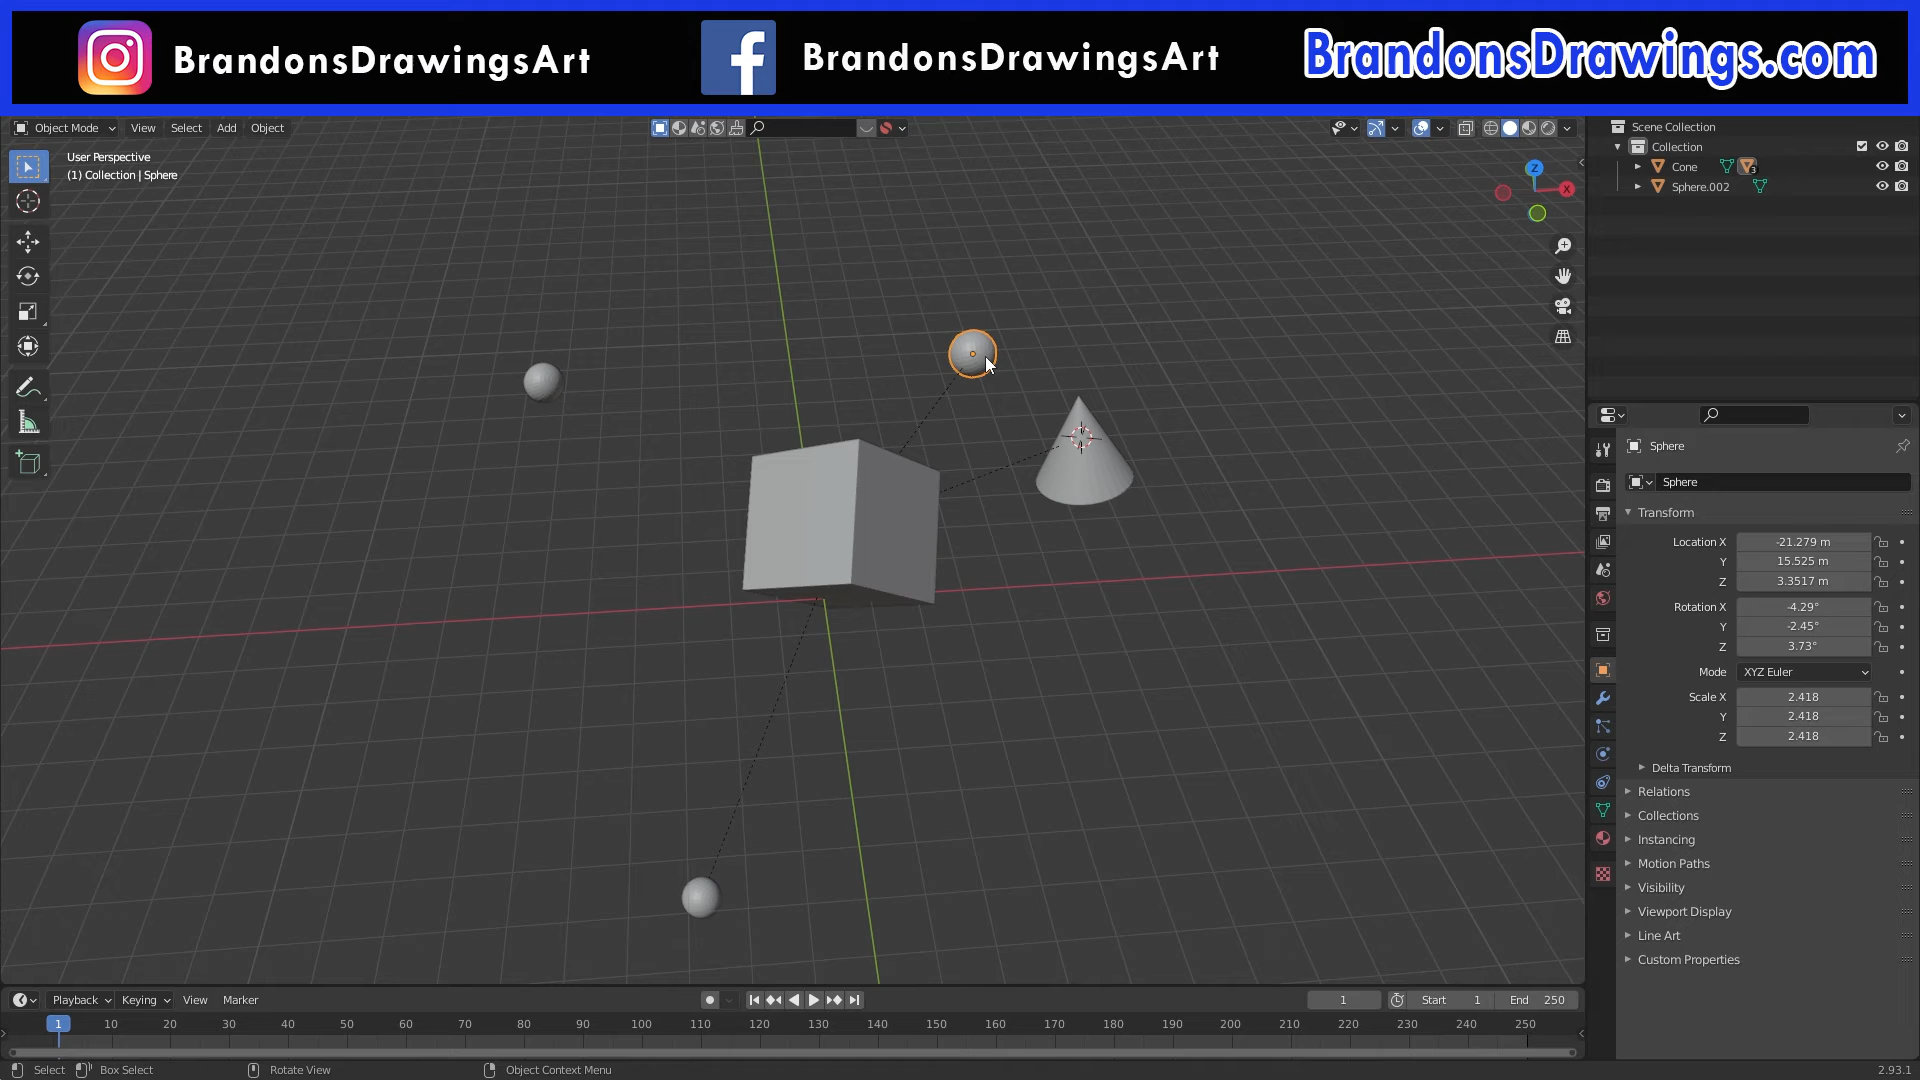 BrandonsDrawingsArt
BrandonsDrawingsArt
BrandonsDrawings.com
Object Mode View Select Add Object
User Perspective
(1) Collection | Sphere
Z
X
Scene Collection
Collection
Cone 3
Sphere.002
Sphere
Sphere
Transform
Location X -21.279 m
Y 15.525 m
Z 3.3517 m
Rotation X -4.29°
Y -2.45°
Z 3.73°
Mode XYZ Euler
Scale X 2.418
Y 2.418
Z 2.418
Delta Transform
Relations
Collections
Instancing
Motion Paths
Visibility
Viewport Display
Line Art
Custom Properties
Playback Keying View Marker 1 Start 1 End 250
1 10 20 30 40 50 60 70 80 90 100 110 120 130 140 150 160 170 180 190 200 210 220 230 240 250
Select Box Select Rotate View Object Context Menu 2.93.1